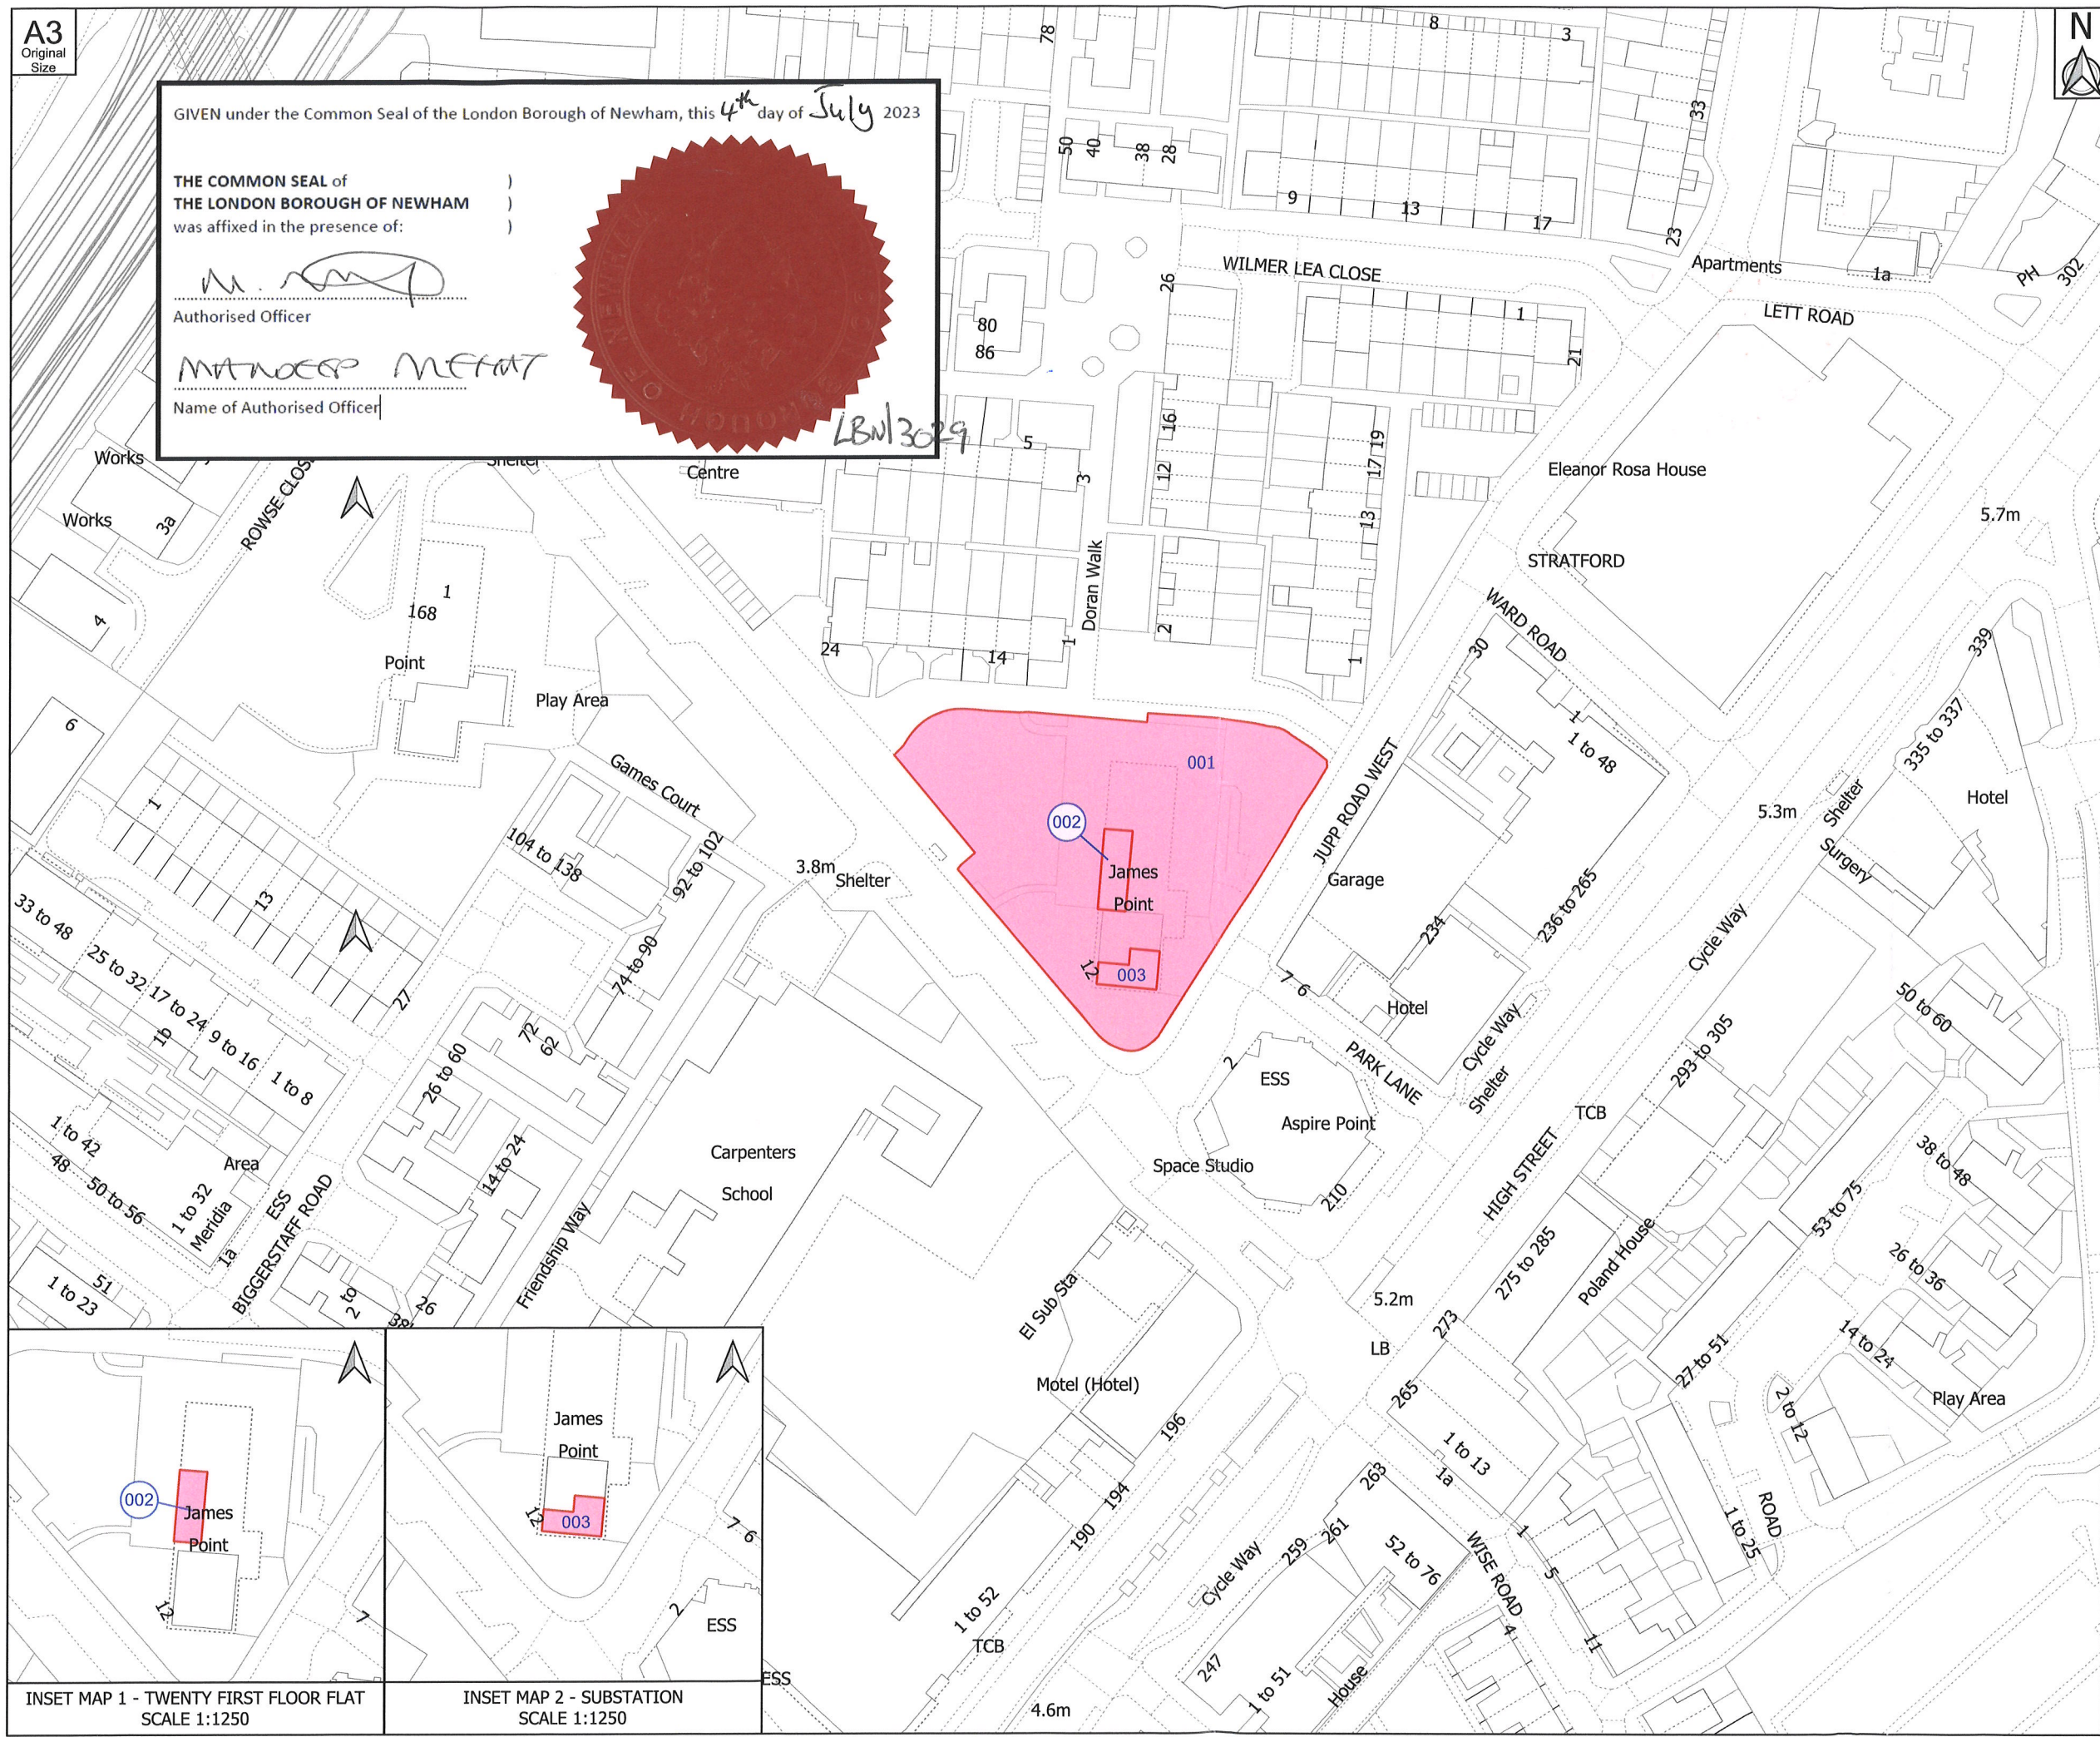 A3
Original
Size
N
GIVEN under the Common Seal of the London Borough of Newham, this 4th day of July 2023
THE COMMON SEAL of )
THE LONDON BOROUGH OF NEWHAM )
was affixed in the presence of: )
Authorised Officer
MANDEEP
Name of Authorised Officer
LBN/3029
78
8
3
33
50
40
38
28
9
13
17
23
WILMER LEA CLOSE
Apartments
1a
PH
302
LETT ROAD
26
80
86
1
21
5
3
16
12
19
17
13
Eleanor Rosa House
5.7m
Works
Works
3a
ROWSE CLOS
Shelter
Centre
4
1
168
Point
Play Area
6
Doran Walk
24
14
1
2
1
STRATFORD
WARD ROAD
30
1
1 to 48
339
335 to 337
Hotel
001
002
James
Point
12
003
JUPP ROAD WEST
Garage
5.3m
Shelter
Surgery
Games Court
104 to 138
92 to 102
3.8m
Shelter
1
13
27
33 to 48
25 to 32
17 to 24
9 to 16
1 to 8
1b
74 to 90
72
62
26 to 60
234
236 to 265
Cycle Way
7 6
Hotel
Cycle Way
PARK LANE
Shelter
50 to 60
293 to 305
2
ESS
Aspire Point
Space Studio
210
TCB
HIGH STREET
38 to 48
1 to 42
48
50 to 56
Area
1 to 32
Meridia
1a
ESS
BIGGERSTAFF ROAD
14 to 24
Friendship Way
Carpenters
School
51
1 to 23
2 to
38
26
El Sub Sta
Motel (Hotel)
275 to 285
Poland House
53 to 75
26 to 36
5.2m
LB
273
265
27 to 51
14 to 24
2 to 12
Play Area
196
194
190
1 to 13
1a
263
261
259
52 to 76
WISE ROAD
1
5
11
4
ROAD
1 to 25
Cycle Way
1 to 52
TCB
247
1 to 51
House
4.6m
ESS
002
James
Point
12
7
INSET MAP 1 - TWENTY FIRST FLOOR FLAT
SCALE 1:1250
James
Point
12
003
7 6
2
ESS
INSET MAP 2 - SUBSTATION
SCALE 1:1250